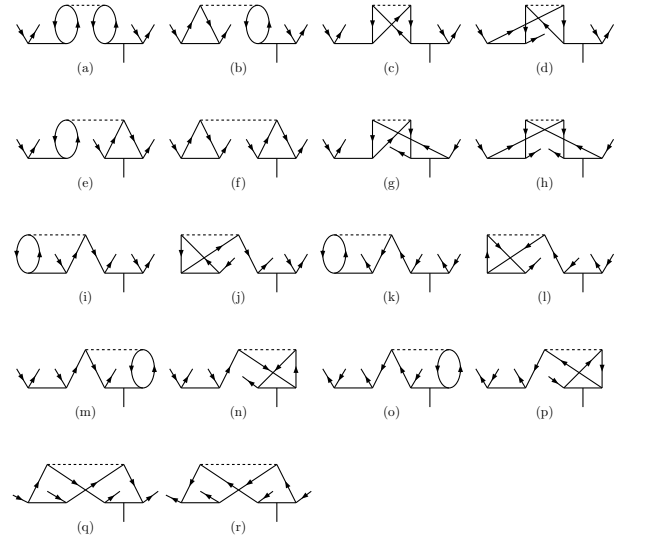 (a) (b) (c) (d)
(e) (f) (g) (h)
(i) (j) (k) (l)
(m) (n) (o) (p)
(q) (r)